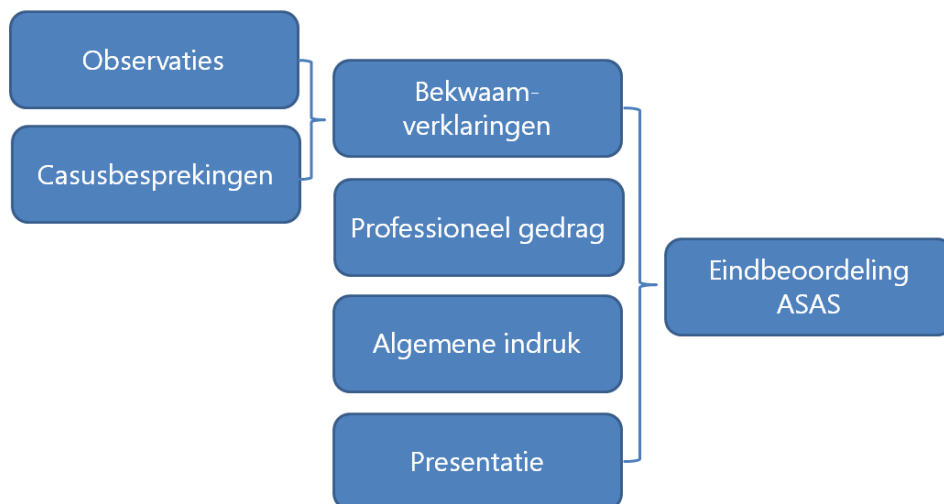 Observaties
Casusbesprekingen
Bekwaam-
verklaringen
Professioneel gedrag
Algemene indruk
Presentatie
Eindbeoordeling
ASAS